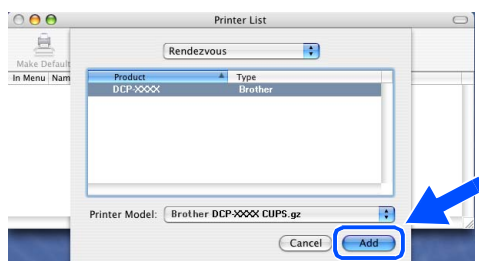 Printer List
Rendezvous
Make Default
In Menu Nam
Product Type
DCP-XXXX Brother
Printer Model: Brother DCP-XXXX CUPS.gz
Cancel Add